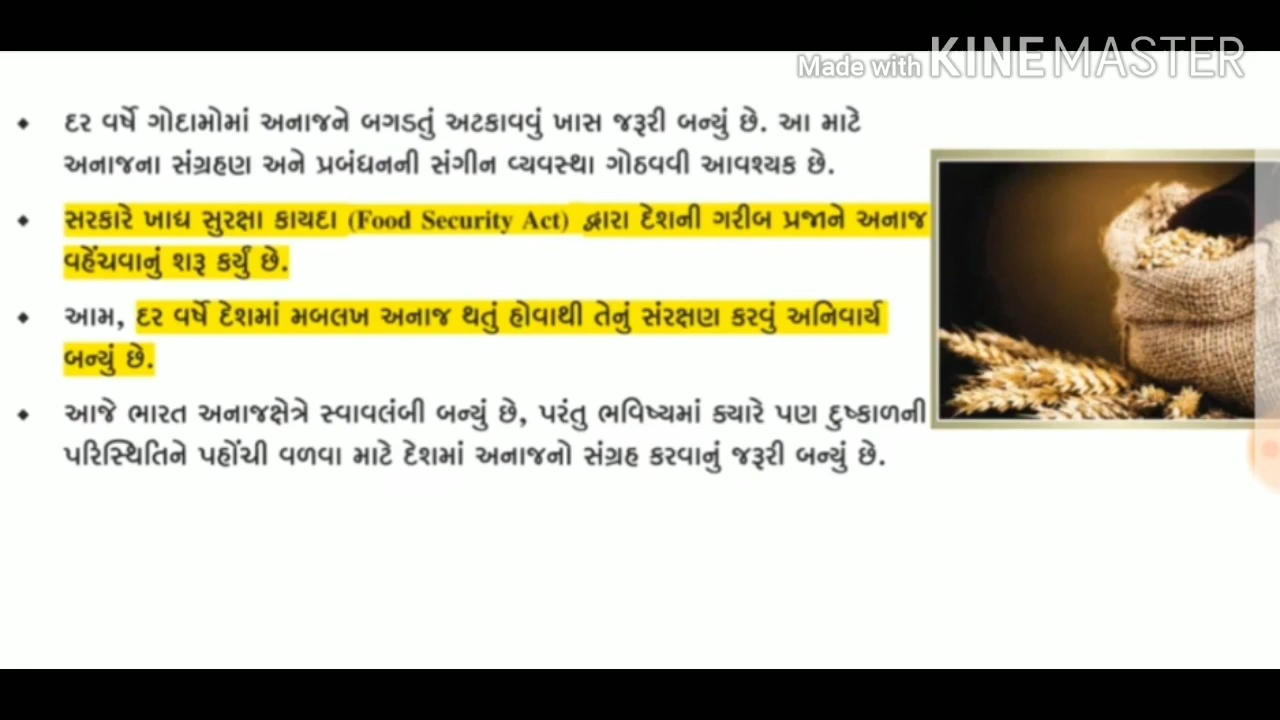 Made with KINEMASTER
◆ દર વર્ષે ગોદામોમાં અનાજને બગડતું અટકાવવું ખાસ જરૂરી બન્યું છે. આ માટે
અનાજના સંગ્રહણ અને પ્રબંધનની સંગીન વ્યવસ્થા ગોઠવવી આવશ્યક છે.
◆ સરકારે ખાદ્ય સુરક્ષા કાયદા (Food Security Act) દ્વારા દેશની ગરીબ પ્રજાને અનાજ
વહેંચવાનું શરૂ કર્યું છે.
◆ આમ, દર વર્ષે દેશમાં મબલખ અનાજ થતું હોવાથી તેનું સંરક્ષણ કરવું અનિવાર્ય
બન્યું છે.
◆ આજે ભારત અનાજક્ષેત્રે સ્વાવલંબી બન્યું છે, પરંતુ ભવિષ્યમાં ક્યારે પણ દુષ્કાળની
પરિસ્થિતિને પહોંચી વળવા માટે દેશમાં અનાજનો સંગ્રહ કરવાનું જરૂરી બન્યું છે.